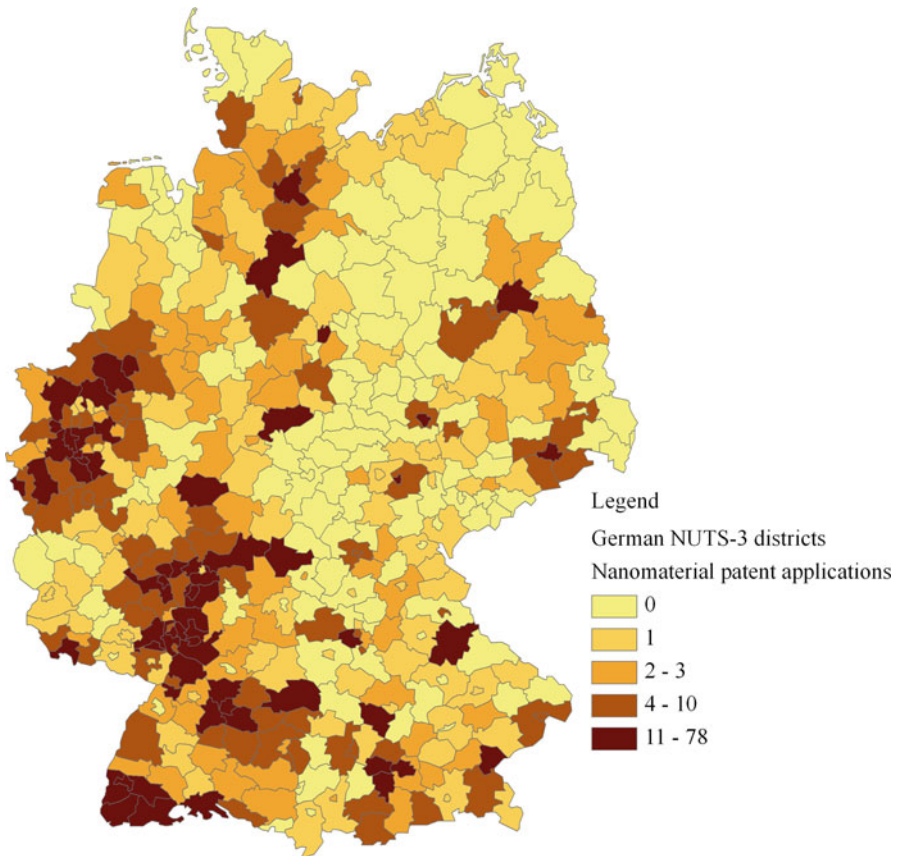 Legend
German NUTS-3 districts
Nanomaterial patent applications
0
1
2 - 3
4 - 10
11 - 78